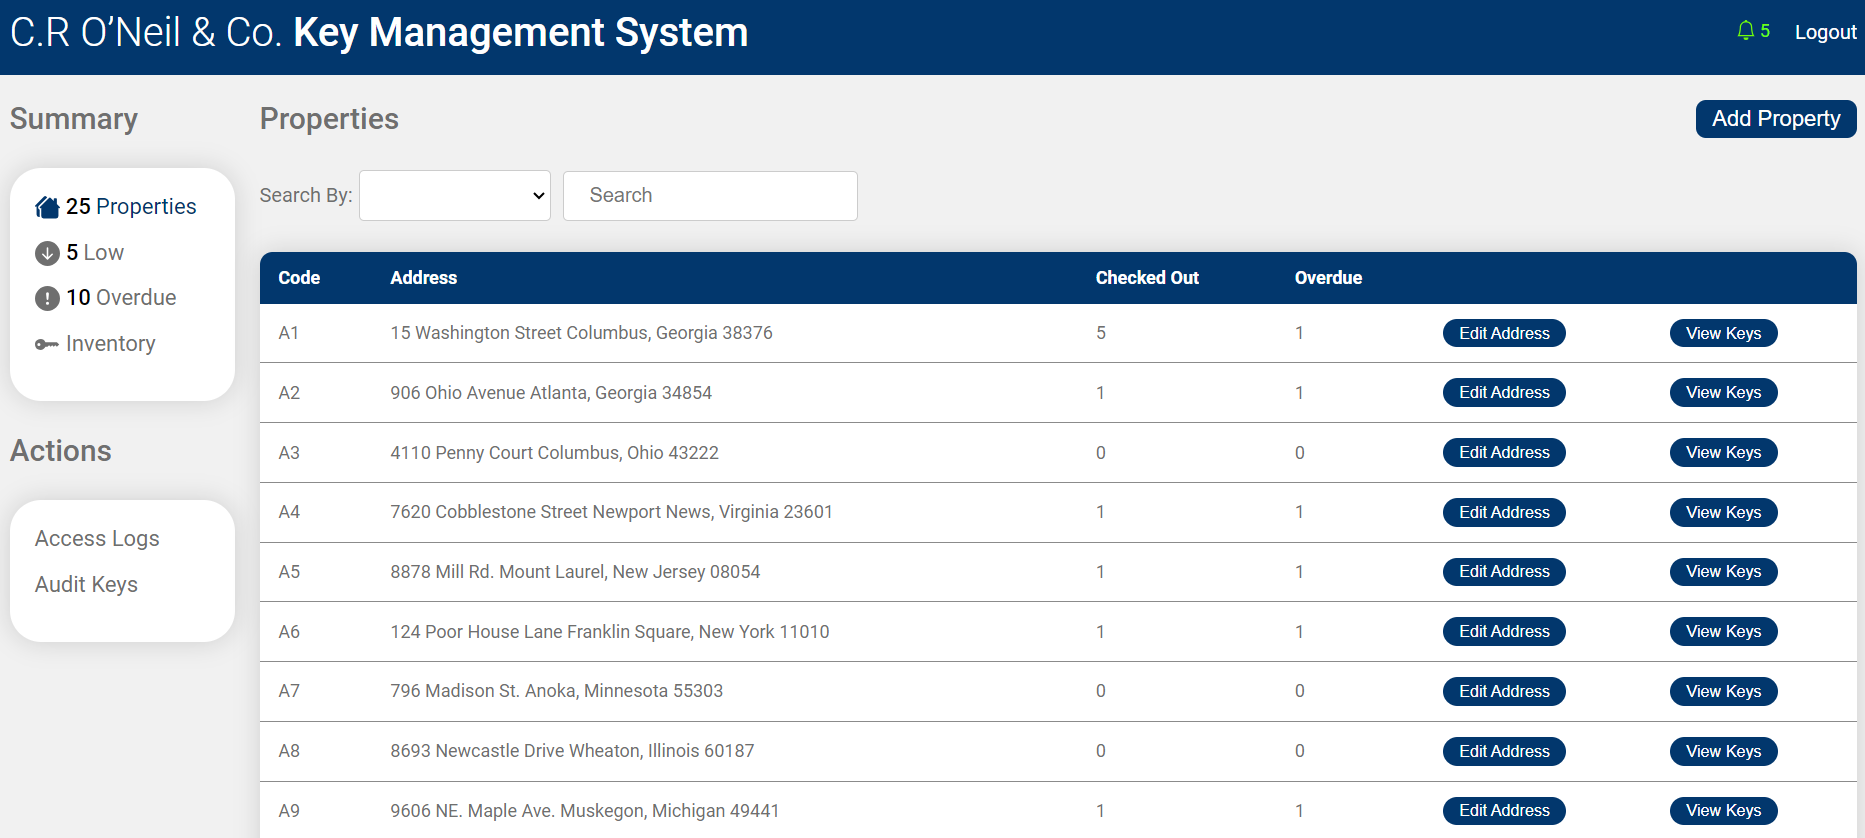 C.R O’Neil & Co. Key Management System
5 Logout
Summary
25 Properties
5 Low
10 Overdue
Inventory
Actions
Access Logs
Audit Keys
Properties
Add Property
Search By: Search
Code Address Checked Out Overdue
A1 15 Washington Street Columbus, Georgia 38376 5 1 Edit Address View Keys
A2 906 Ohio Avenue Atlanta, Georgia 34854 1 1 Edit Address View Keys
A3 4110 Penny Court Columbus, Ohio 43222 0 0 Edit Address View Keys
A4 7620 Cobblestone Street Newport News, Virginia 23601 1 1 Edit Address View Keys
A5 8878 Mill Rd. Mount Laurel, New Jersey 08054 1 1 Edit Address View Keys
A6 124 Poor House Lane Franklin Square, New York 11010 1 1 Edit Address View Keys
A7 796 Madison St. Anoka, Minnesota 55303 0 0 Edit Address View Keys
A8 8693 Newcastle Drive Wheaton, Illinois 60187 0 0 Edit Address View Keys
A9 9606 NE. Maple Ave. Muskegon, Michigan 49441 1 1 Edit Address View Keys